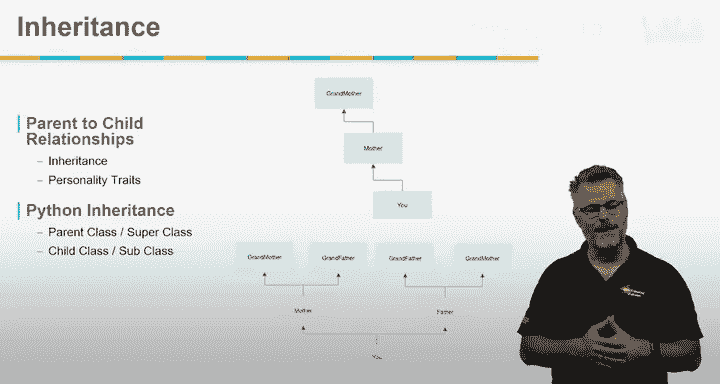 Inheritance
Parent to Child
Relationships
– Inheritance
– Personality Traits
Python Inheritance
– Parent Class / Super Class
– Child Class / Sub Class
GrandMother
Mother
You
GrandMother
GrandFather
GrandFather
GrandMother
Mother
Father
You